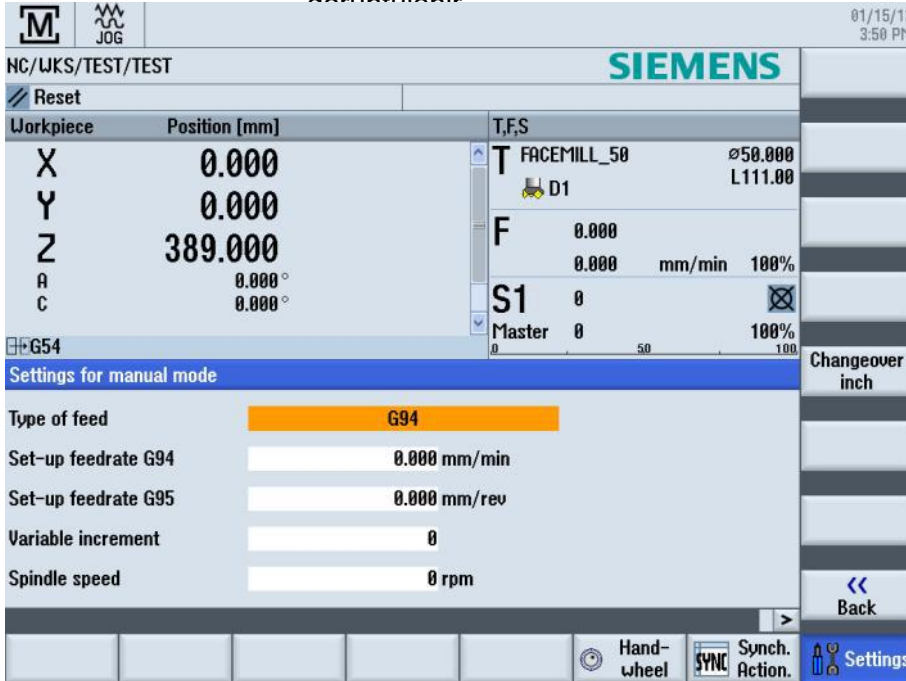 M
JOG
01/15/1
3:50 PM
NC/WKS/TEST/TEST
SIEMENS
Reset
Workpiece Position [mm]
T,F,S
X 0.000
T FACEMILL_50 ø50.000
D1 L111.00
Y 0.000
F 0.000
Z 389.000
0.000 mm/min 100%
A 0.000°
C 0.000°
S1 0
Master 0 100%
0 50 100
G54
Changeover
inch
Settings for manual mode
Type of feed G94
Set-up feedrate G94 0.000 mm/min
Set-up feedrate G95 0.000 mm/rev
Variable increment 0
Spindle speed 0 rpm
<<
Back
>
Hand-
wheel
SYNC Synch.
Action.
Settings